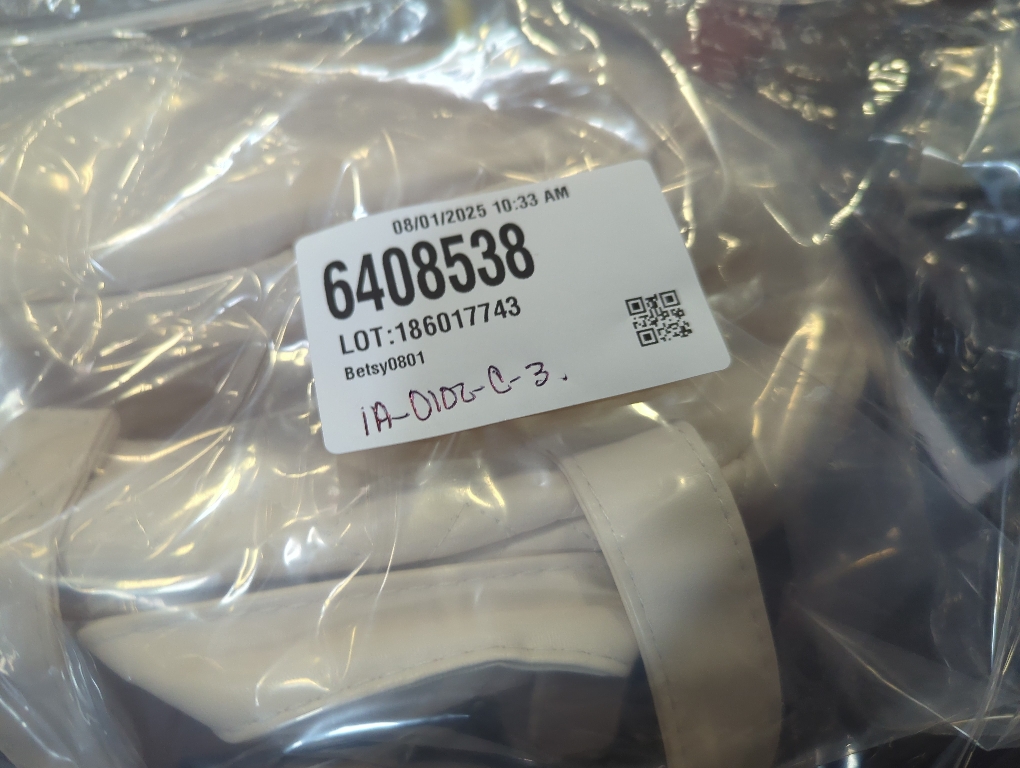 08/01/2025 10:33 AM
6408538
LOT:186017743
Betsy0801
1A-0102-C-3.